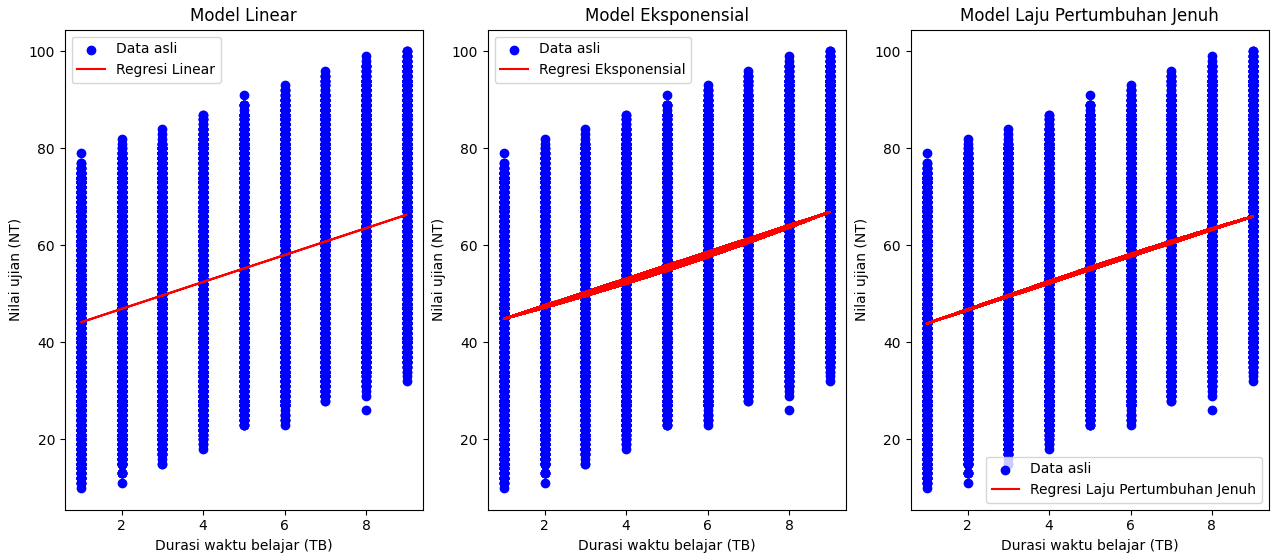 Model Linear
Data asli
Regresi Linear
100
80
60
40
20
2
4
6
8
Nilai ujian (NT)
Durasi waktu belajar (TB)
Model Eksponensial
Data asli
Regresi Eksponensial
100
80
60
40
20
2
4
6
8
Nilai ujian (NT)
Durasi waktu belajar (TB)
Model Laju Pertumbuhan Jenuh
100
80
60
40
20
Data asli
Regresi Laju Pertumbuhan Jenuh
2
4
6
8
Nilai ujian (NT)
Durasi waktu belajar (TB)